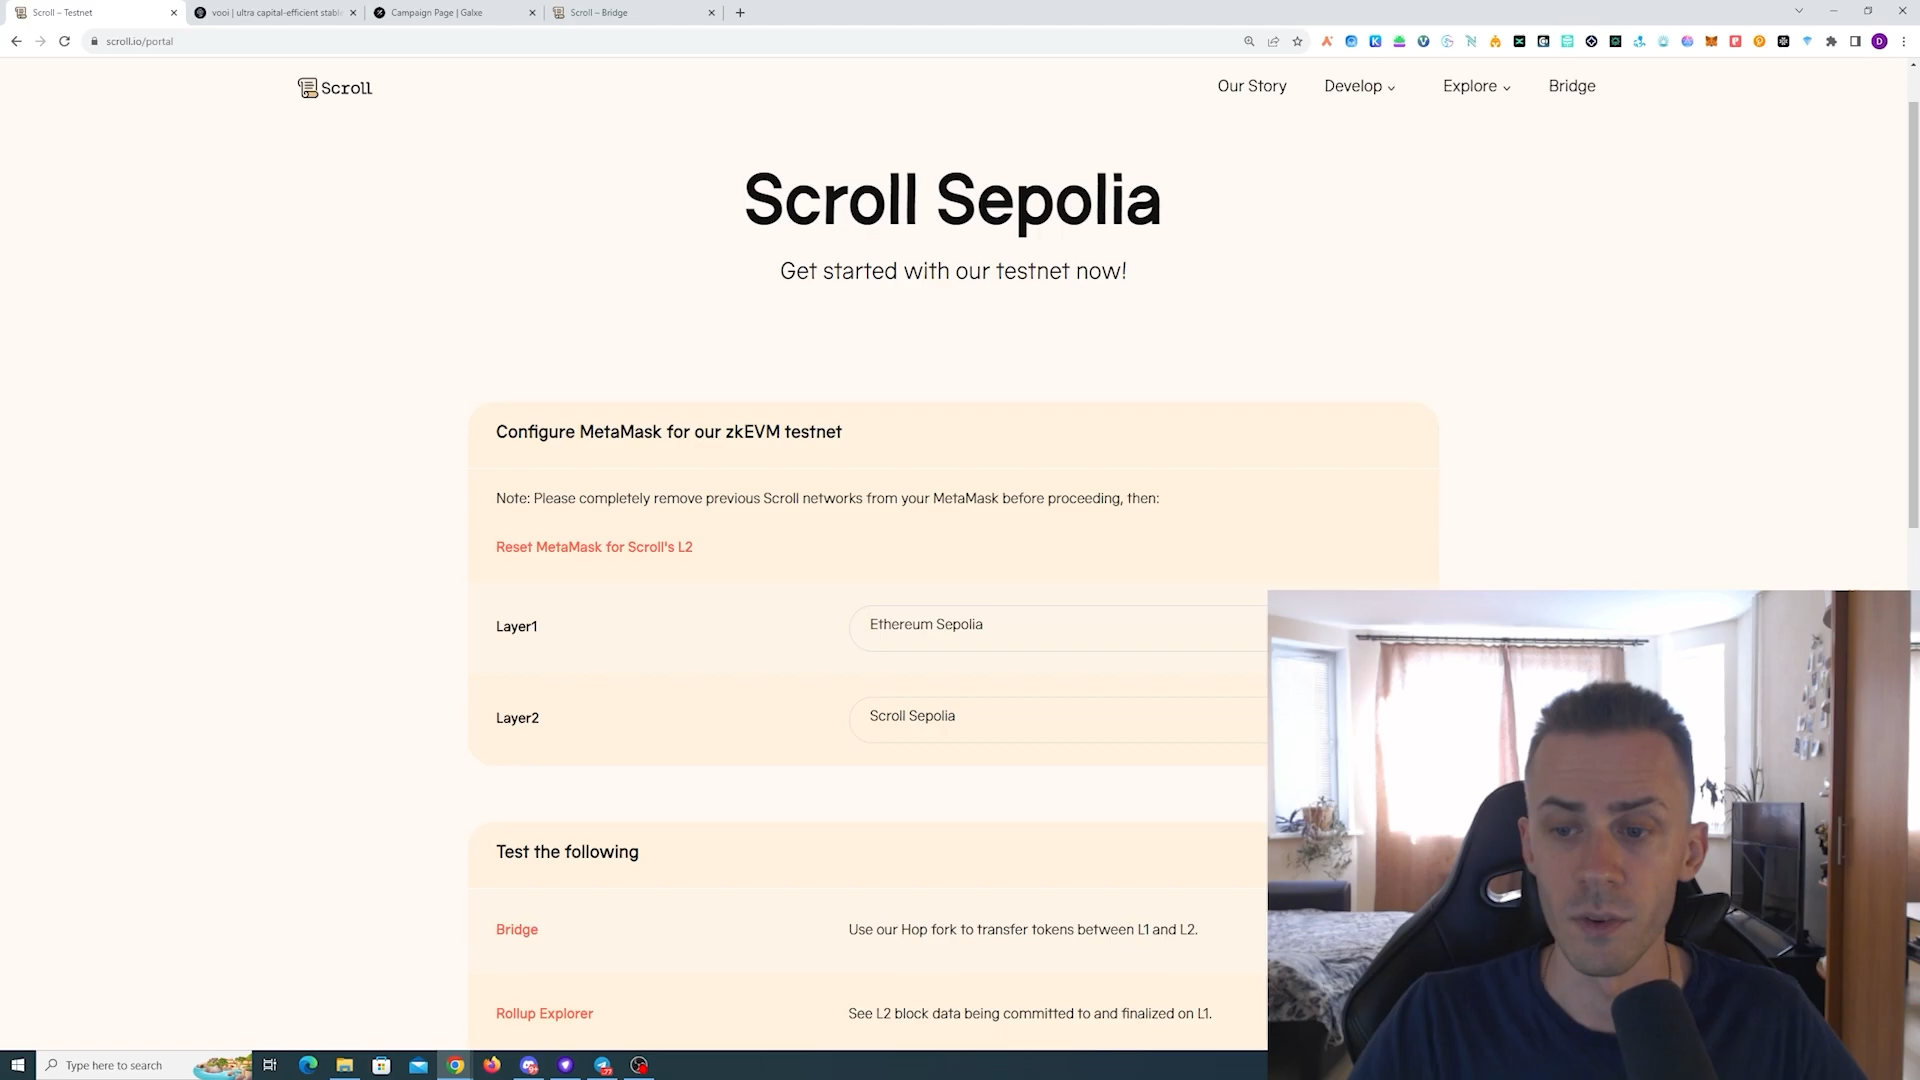 Scroll – Testnet
vooi | ultra capital-efficient stable
Campaign Page | Galxe
Scroll – Bridge
scroll.io/portal
Scroll
Our Story
Develop
Explore
Bridge
Scroll Sepolia
Get started with our testnet now!
Configure MetaMask for our zkEVM testnet
Note: Please completely remove previous Scroll networks from your MetaMask before proceeding, then:
Reset MetaMask for Scroll's L2
Layer1
Ethereum Sepolia
Layer2
Scroll Sepolia
Test the following
Bridge
Use our Hop fork to transfer tokens between L1 and L2.
Rollup Explorer
See L2 block data being committed to and finalized on L1.
Type here to search